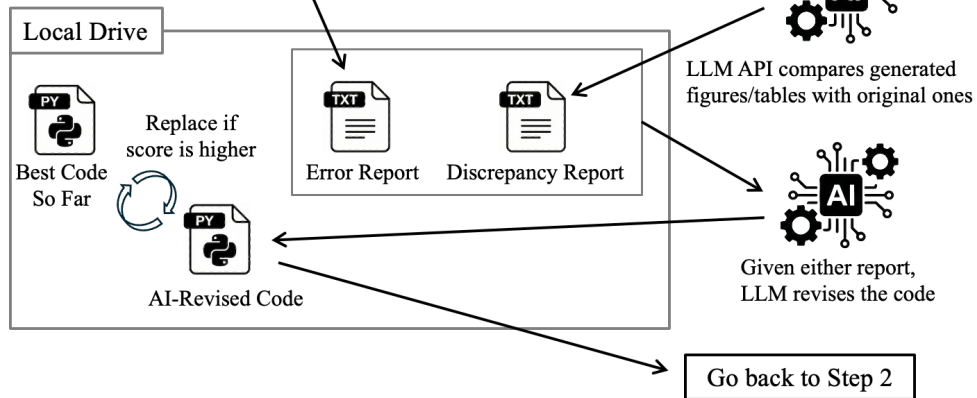 Local Drive
LLM API compares generated
figures/tables with original ones
PY
TXT
TXT
Replace if
score is higher
Best Code
So Far
Error Report
Discrepancy Report
AI
PY
Given either report,
LLM revises the code
AI-Revised Code
Go back to Step 2